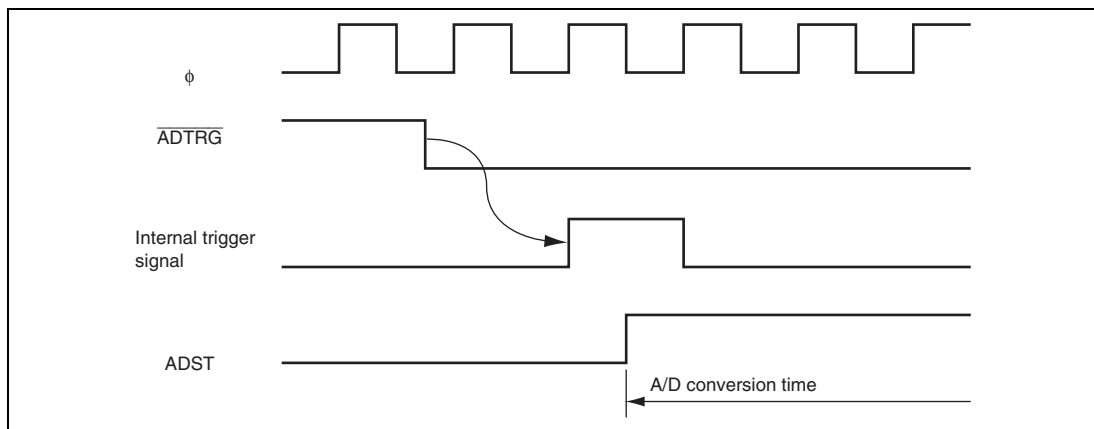 ϕ
ADTRG
Internal trigger
signal
ADST
A/D conversion time